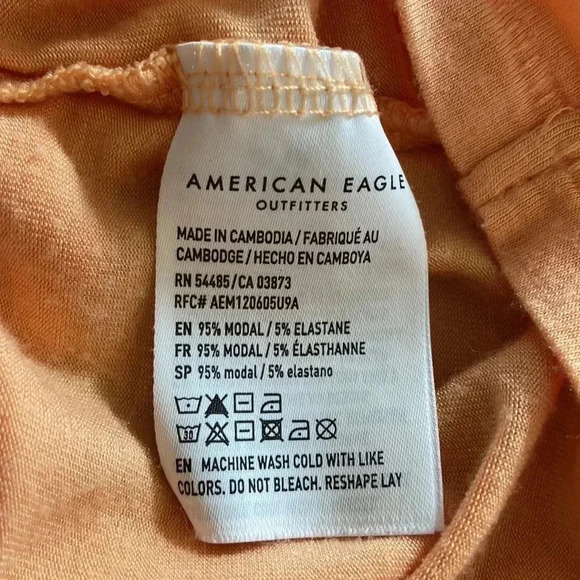 AMERICAN EAGLE
OUTFITTERS
MADE IN CAMBODIA / FABRIQUÉ AU
CAMBODGE / HECHO EN CAMBOYA
RN 54485 / CA 03873
RFC# AEM120605U9A
EN 95% MODAL / 5% ELASTANE
FR 95% MODAL / 5% ÉLASTHANNE
SP 95% modal / 5% elastano
30
EN MACHINE WASH COLD WITH LIKE
COLORS. DO NOT BLEACH. RESHAPE LAY